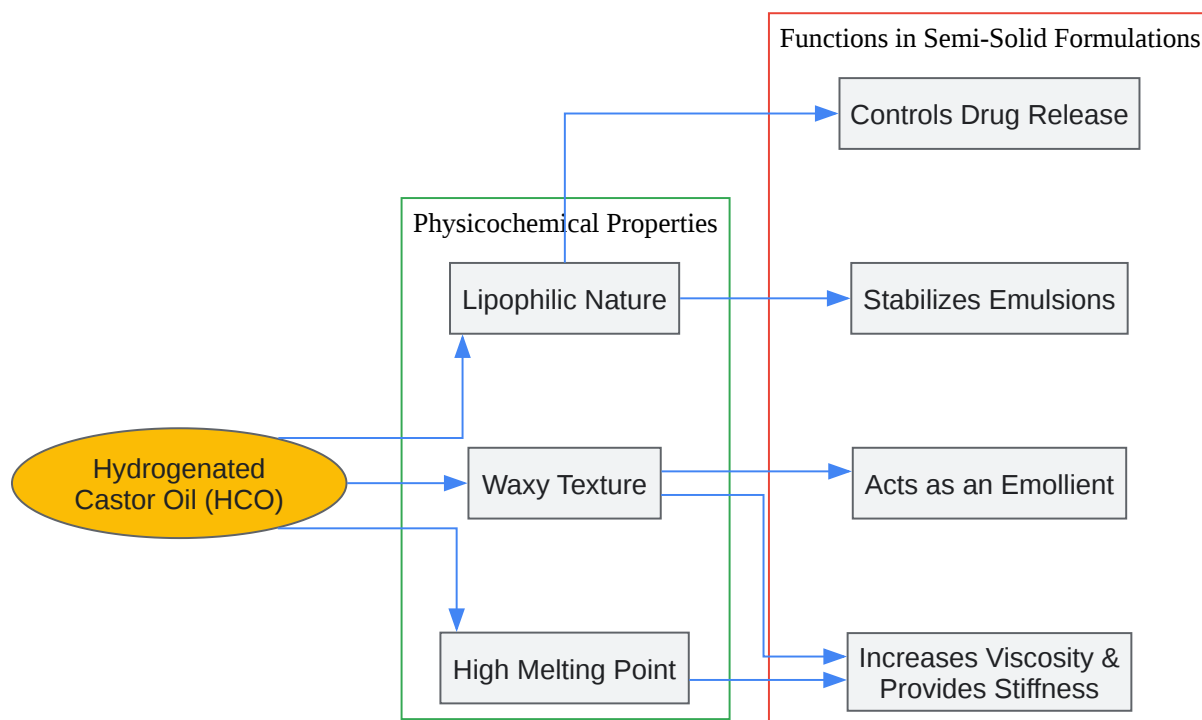 Functions in Semi-Solid Formulations
Controls Drug Release
Physicochemical Properties
Lipophilic Nature
Stabilizes Emulsions
Hydrogenated
Castor Oil (HCO)
Waxy Texture
Acts as an Emollient
High Melting Point
Increases Viscosity &
Provides Stiffness